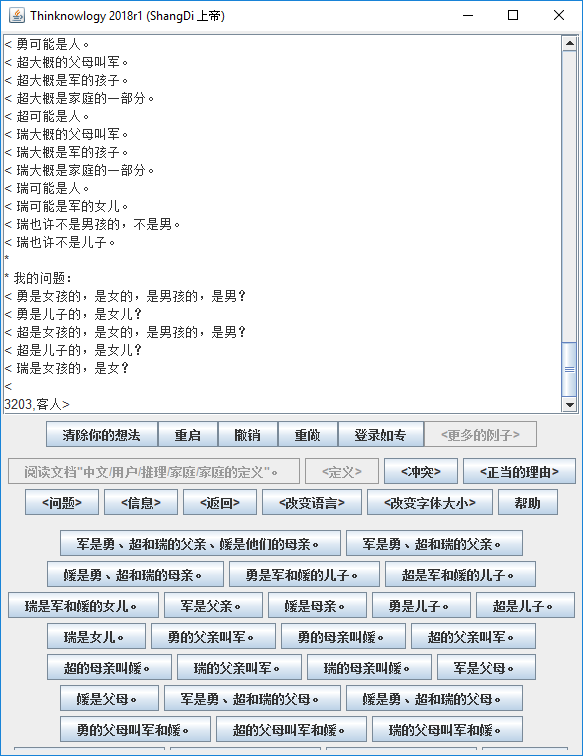 Thinknowlogy 2018r1 (ShangDi 上帝)
< 勇可能是人。
< 超大概的父母叫军。
< 超大概是军的孩子。
< 超大概是家庭的一部分。
< 超可能是人。
< 瑞大概的父母叫军。
< 瑞大概是军的孩子。
< 瑞大概是家庭的一部分。
< 瑞可能是人。
< 瑞可能是军的女儿。
< 瑞也许不是男孩的，不是男。
< 瑞也许不是儿子。
*
* 我的问题：
< 勇是女孩的，是女的，是男孩的，是男？
< 勇是儿子的，是女儿？
< 超是女孩的，是女的，是男孩的，是男？
< 超是儿子的，是女儿？
< 瑞是女孩的，是女？
<
3203,客人>
清除你的想法 重启 撤销 重做 登录如专 <更多的例子>
阅读文档"中文/用户/推理/家庭/家庭的定义"。 <定义> <冲突> <正当的理由>
<问题> <信息> <返回> <改变语言> <改变字体大小> 帮助
军是勇、超和瑞的父亲、媛是他们的母亲。 军是勇、超和瑞的父亲。
媛是勇、超和瑞的母亲。 勇是军和媛的儿子。 超是军和媛的儿子。
瑞是军和媛的女儿。 军是父亲。 媛是母亲。 勇是儿子。 超是儿子。
瑞是女儿。 勇的父亲叫军。 勇的母亲叫媛。 超的父亲叫军。
超的母亲叫媛。 瑞的父亲叫军。 瑞的母亲叫媛。 军是父母。
媛是父母。 军是勇、超和瑞的父母。 媛是勇、超和瑞的父母。
勇的父母叫军和媛。 超的父母叫军和媛。 瑞的父母叫军和媛。